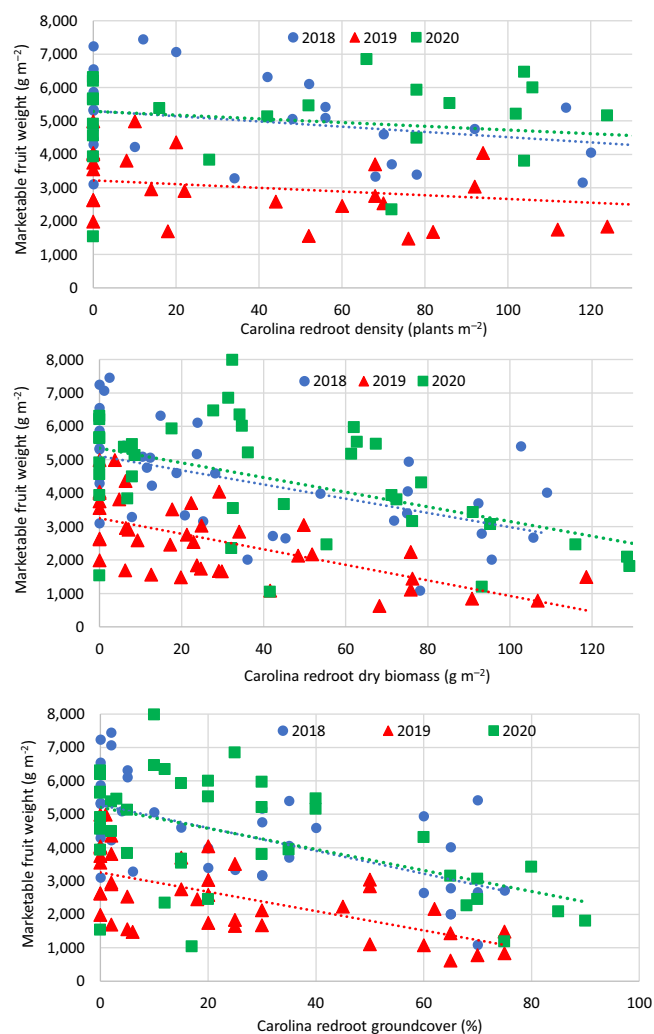 Marketable fruit weight (g m⁻²)
8,000
7,000
6,000
5,000
4,000
3,000
2,000
1,000
0
2018 2019 2020
0 20 40 60 80 100 120
Carolina redroot density (plants m⁻²)
Marketable fruit weight (g m⁻²)
8,000
7,000
6,000
5,000
4,000
3,000
2,000
1,000
0
2018 2019 2020
0 20 40 60 80 100 120
Carolina redroot dry biomass (g m⁻²)
Marketable fruit weight (g m⁻²)
8,000
7,000
6,000
5,000
4,000
3,000
2,000
1,000
0
2018 2019 2020
0 20 40 60 80 100
Carolina redroot groundcover (%)